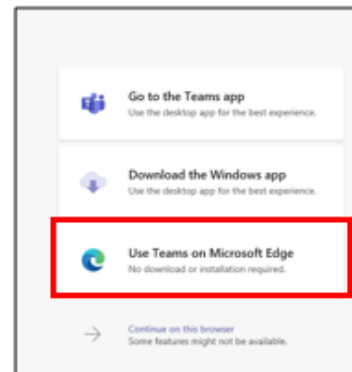 Go to the Teams app
Use the desktop app for the best experience.
Download the Windows app
Use the desktop app for the best experience.
Use Teams on Microsoft Edge
No download or installation required.
Continue on this browser
Some features might not be available.